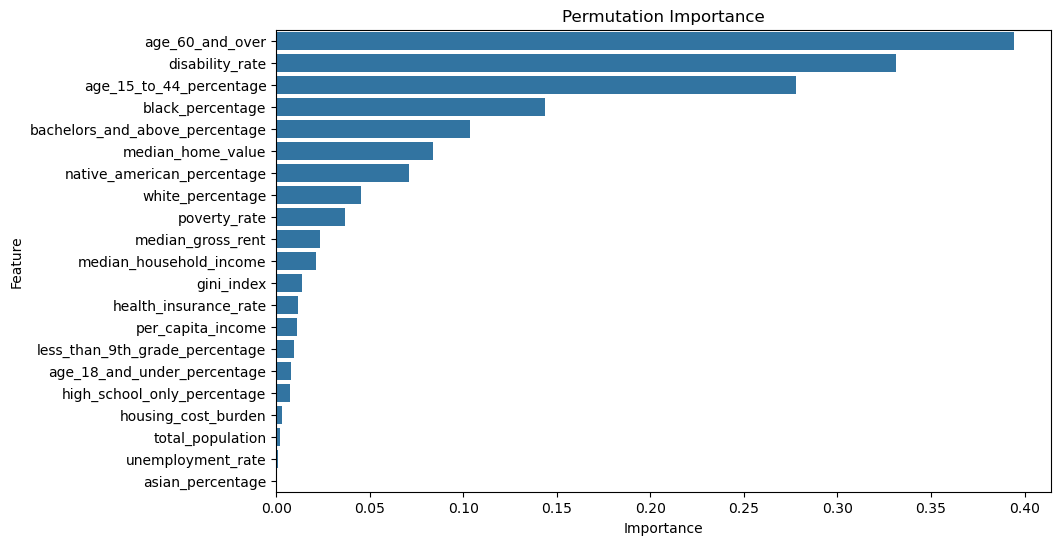 Permutation Importance
Feature
age_60_and_over
disability_rate
age_15_to_44_percentage
black_percentage
bachelors_and_above_percentage
median_home_value
native_american_percentage
white_percentage
poverty_rate
median_gross_rent
median_household_income
gini_index
health_insurance_rate
per_capita_income
less_than_9th_grade_percentage
age_18_and_under_percentage
high_school_only_percentage
housing_cost_burden
total_population
unemployment_rate
asian_percentage
0.00 0.05 0.10 0.15 0.20 0.25 0.30 0.35 0.40
Importance